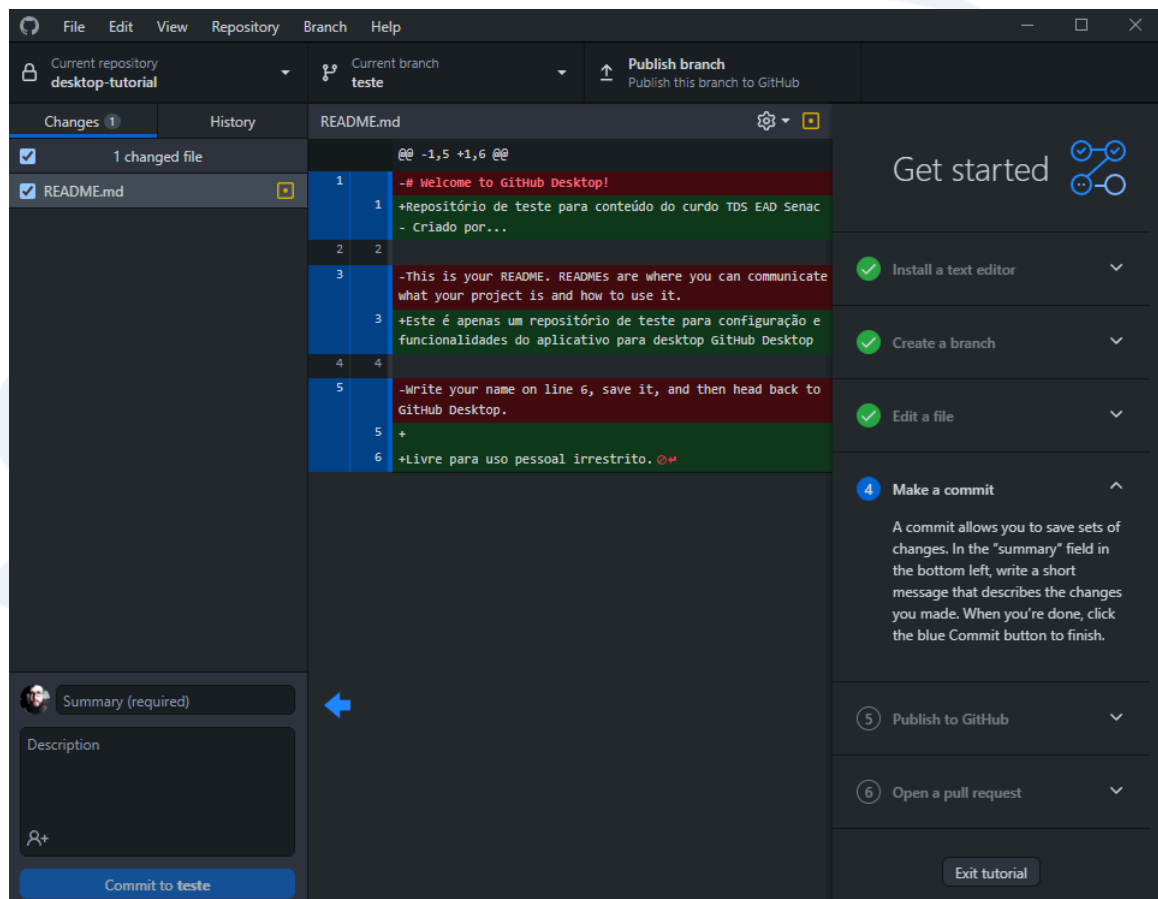 File Edit View Repository Branch Help
Current repository
desktop-tutorial
Current branch
teste
Publish branch
Publish this branch to GitHub
Changes 1 History
1 changed file
README.md
README.md
@@ -1,5 +1,6 @@
1 -# Welcome to GitHub Desktop!
1 +Repositório de teste para conteúdo do curdo TDS EAD Senac
- Criado por...
2 2
3 -This is your README. READMEs are where you can communicate
what your project is and how to use it.
3 +Este é apenas um repositório de teste para configuração e
funcionalidades do aplicativo para desktop GitHub Desktop
4 4
5 -Write your name on line 6, save it, and then head back to
GitHub Desktop.
5 +
6 +Livre para uso pessoal irrestrito.
Summary (required)
Description
Commit to teste
Get started
Install a text editor
Create a branch
Edit a file
4 Make a commit
A commit allows you to save sets of
changes. In the "summary" field in
the bottom left, write a short
message that describes the changes
you made. When you're done, click
the blue Commit button to finish.
5 Publish to GitHub
6 Open a pull request
Exit tutorial